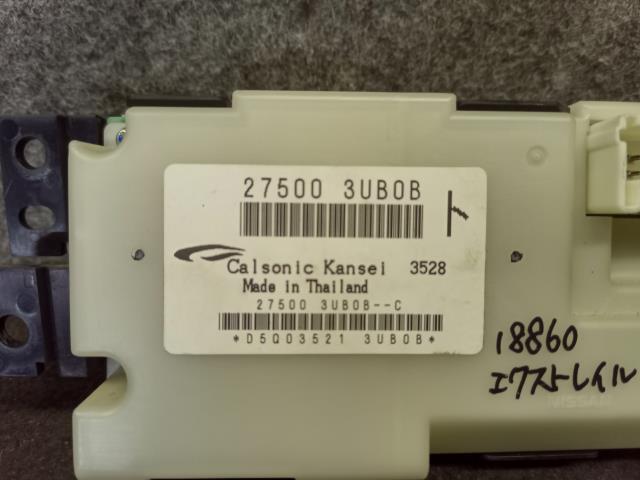 27500 3UB0B
Calsonic Kansei 3528
Made in Thailand
27500 3UB0B--C
*D5Q03521 3UB0B*
18860
エクストレイル
NISSAN